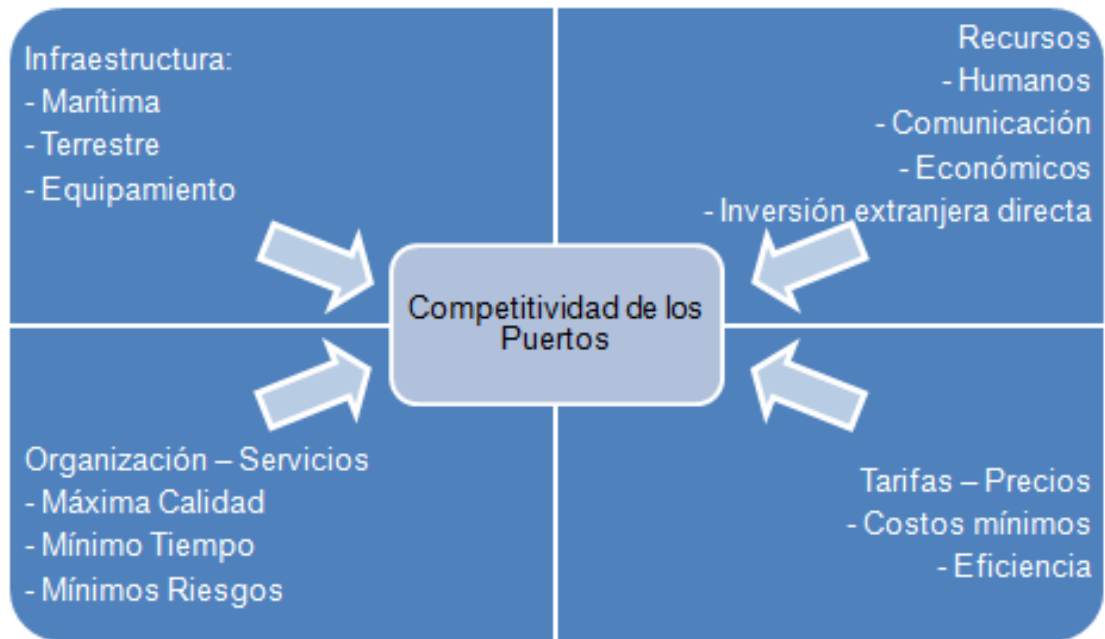 Infraestructura:
- Marítima
- Terrestre
- Equipamiento
Recursos
- Humanos
- Comunicación
- Económicos
- Inversión extranjera directa
Competitividad de los
Puertos
Organización – Servicios
- Máxima Calidad
- Mínimo Tiempo
- Mínimos Riesgos
Tarifas – Precios
- Costos mínimos
- Eficiencia